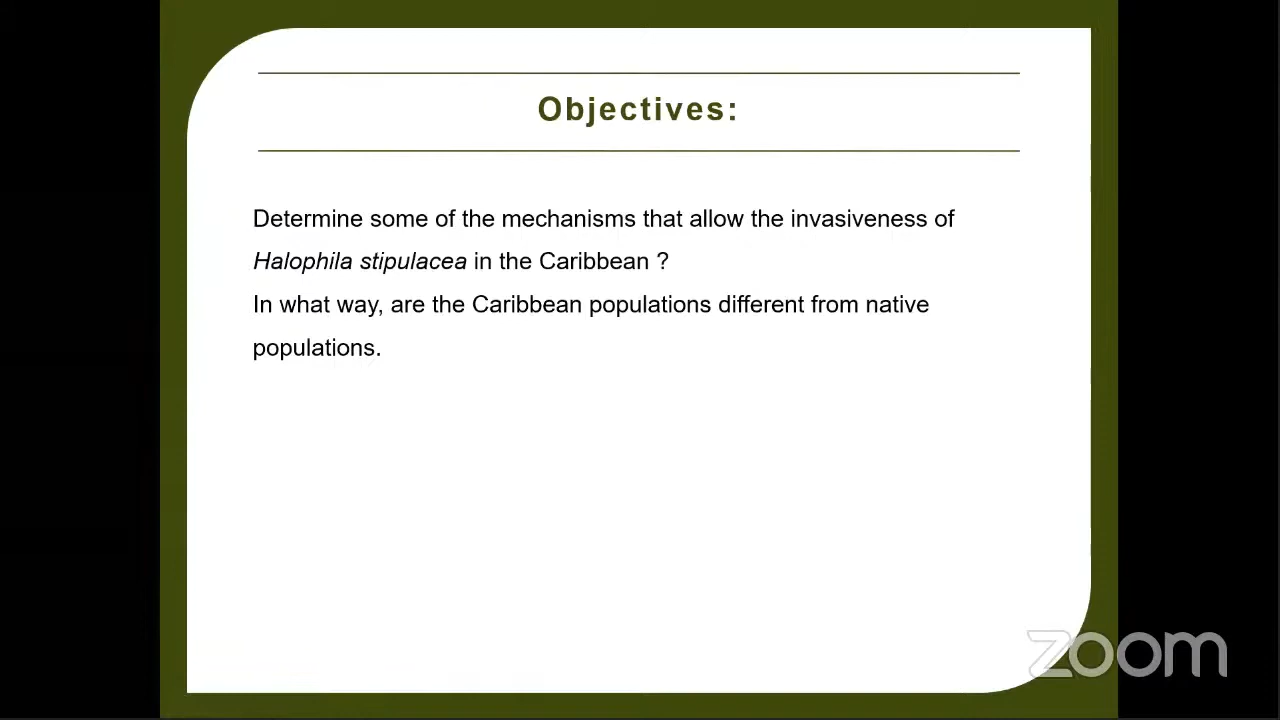 Objectives:
Determine some of the mechanisms that allow the invasiveness of
Halophila stipulacea in the Caribbean ?
In what way, are the Caribbean populations different from native
populations.
zoom